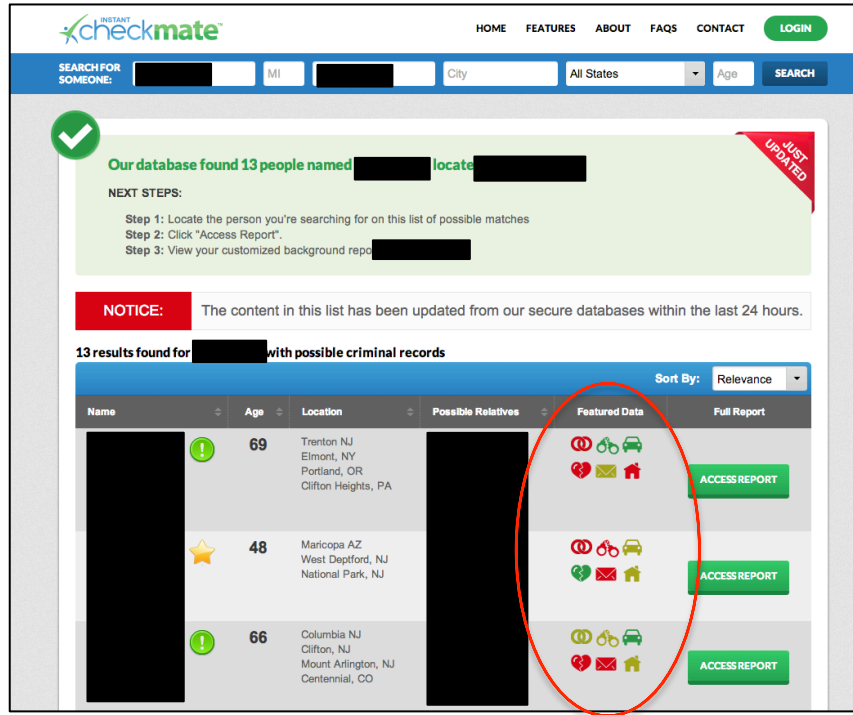 INSTANT
checkmate™
HOME FEATURES ABOUT FAQS CONTACT LOGIN
SEARCH FOR
SOMEONE: MI City All States Age SEARCH
JUST
UPDATED
Our database found 13 people named locate
NEXT STEPS:
Step 1: Locate the person you're searching for on this list of possible matches
Step 2: Click "Access Report".
Step 3: View your customized background repo
NOTICE: The content in this list has been updated from our secure databases within the last 24 hours.
13 results found for with possible criminal records
Sort By: Relevance
Name Age Location Possible Relatives Featured Data Full Report
69 Trenton NJ
Elmont, NY
Portland, OR
Clifton Heights, PA
ACCESS REPORT
48 Maricopa AZ
West Deptford, NJ
National Park, NJ
ACCESS REPORT
66 Columbia NJ
Clifton, NJ
Mount Arlington, NJ
Centennial, CO
ACCESS REPORT